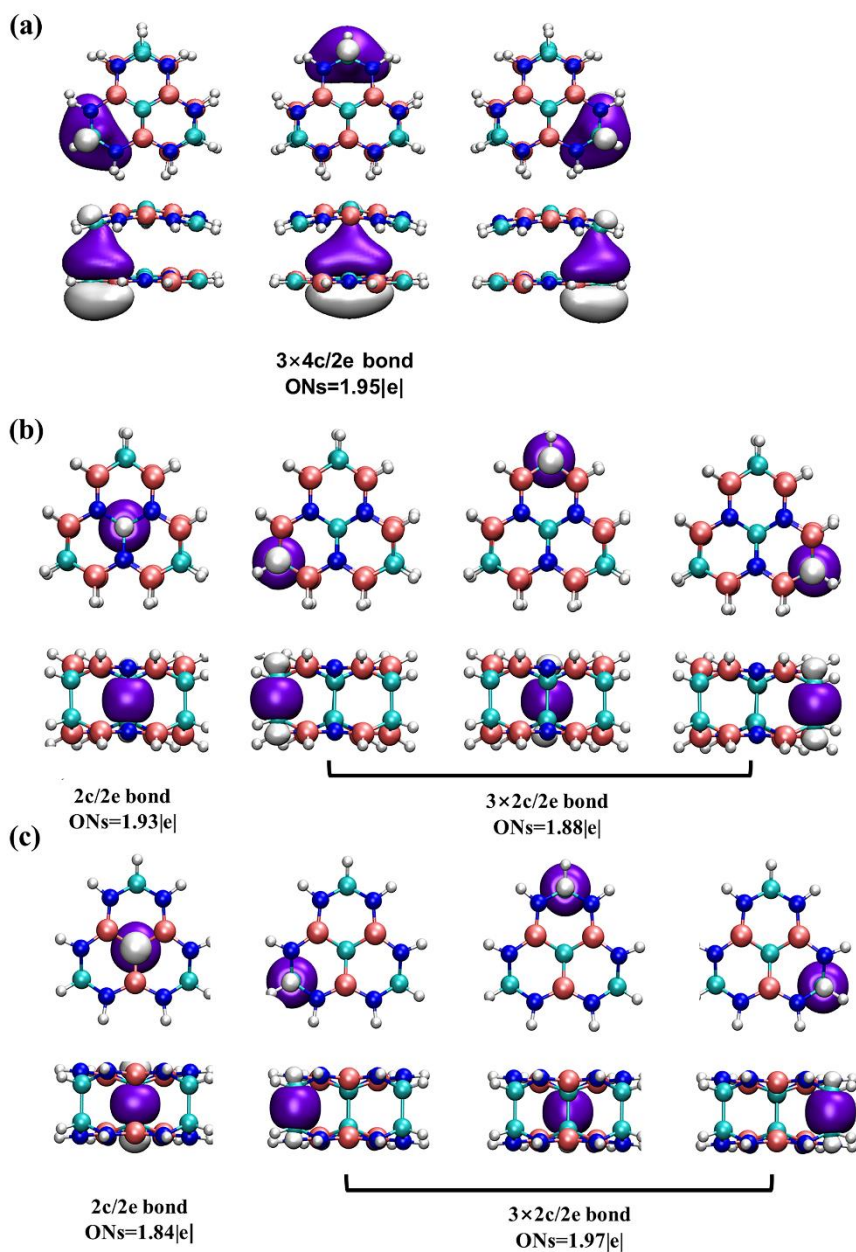 (a)
3×4c/2e bond
ONs=1.95|e|
(b)
2c/2e bond
ONs=1.93|e|
3×2c/2e bond
ONs=1.88|e|
(c)
2c/2e bond
ONs=1.84|e|
3×2c/2e bond
ONs=1.97|e|